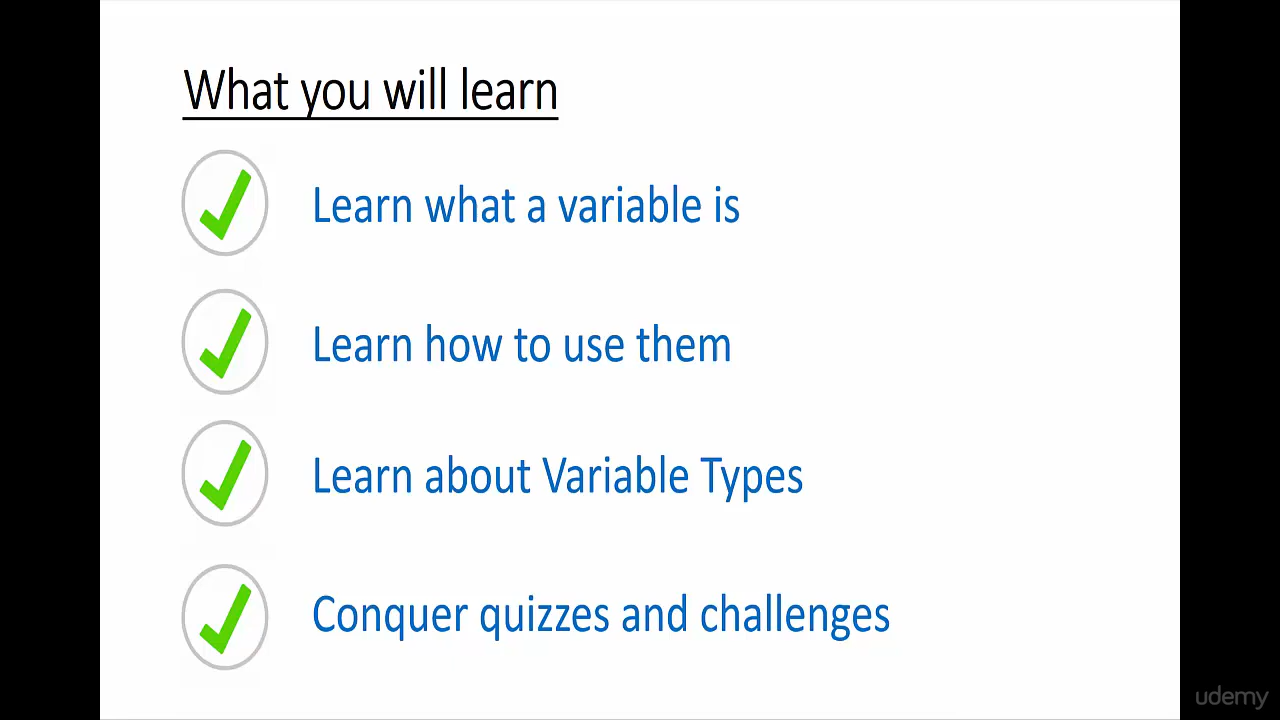 What you will learn
Learn what a variable is
Learn how to use them
Learn about Variable Types
Conquer quizzes and challenges
udemy